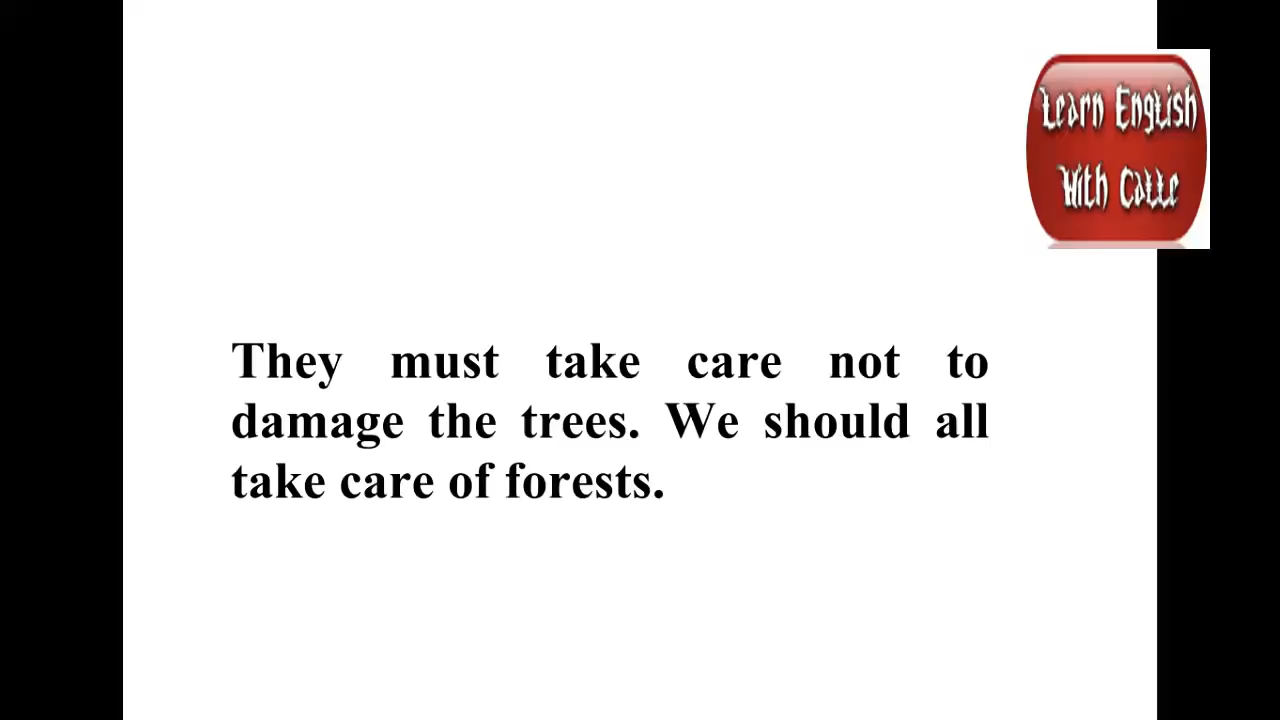 Learn English
With Catte
They must take care not to
damage the trees. We should all
take care of forests.